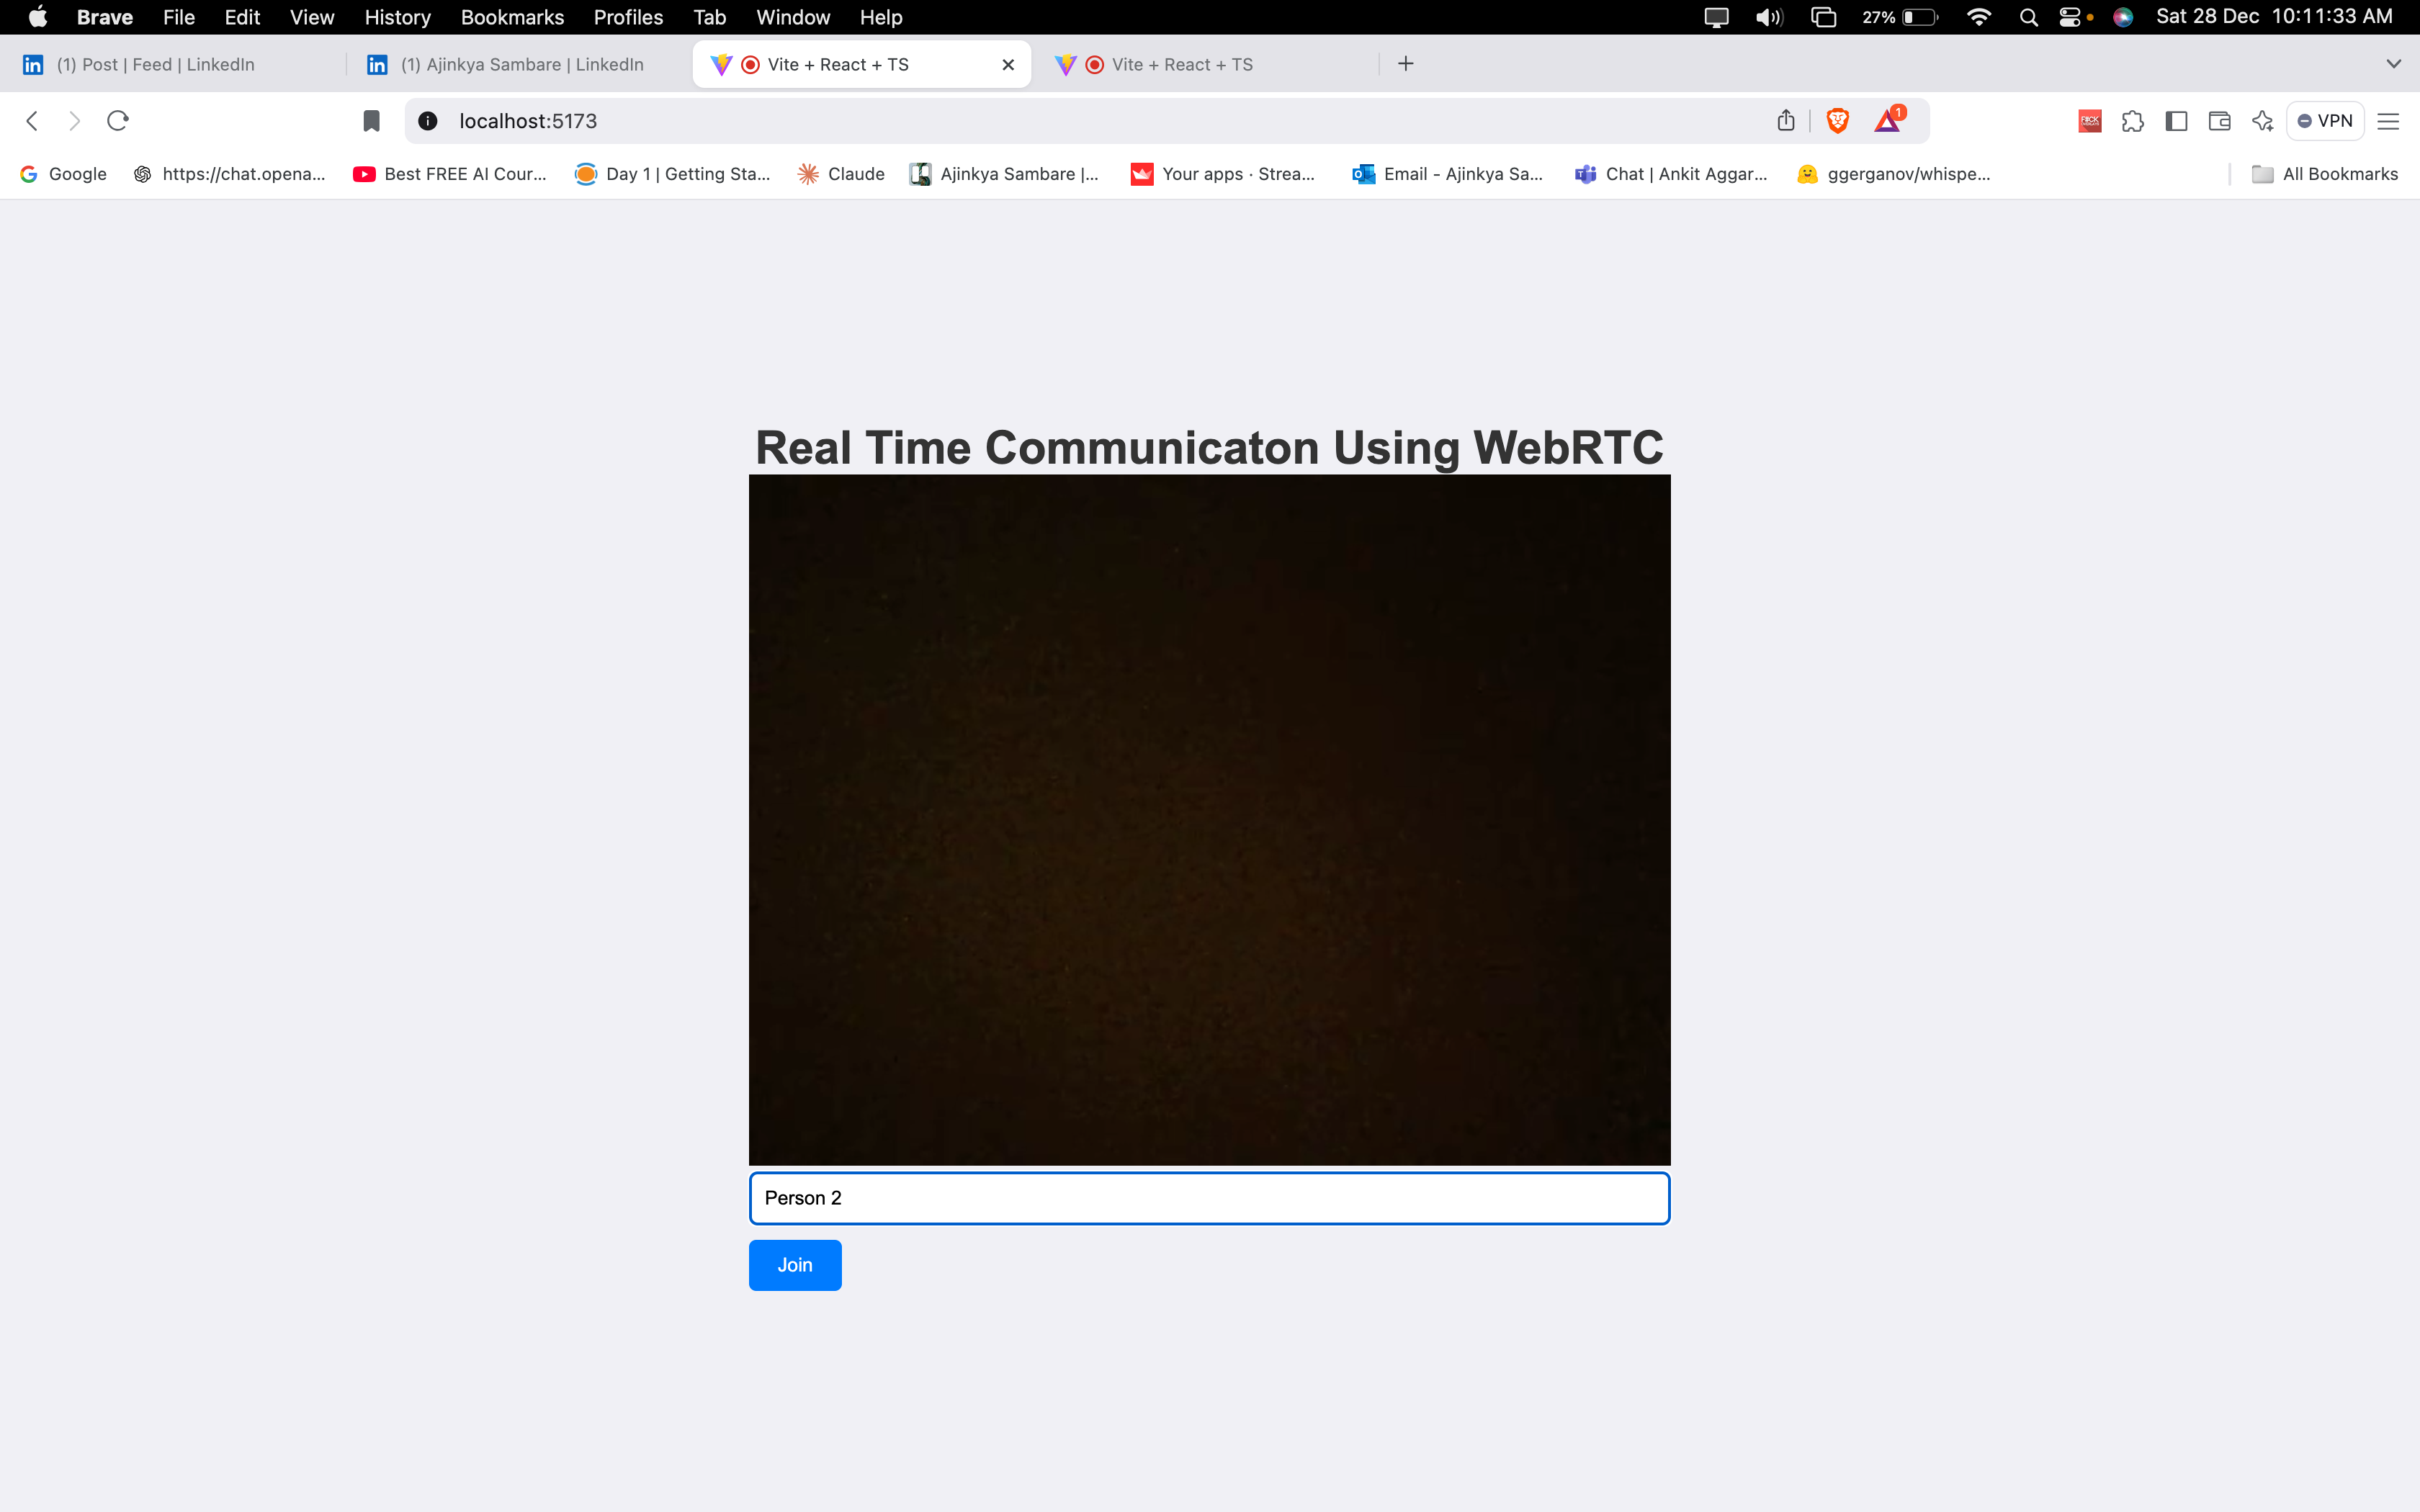 Brave File Edit View History Bookmarks Profiles Tab Window Help 27% Sat 28 Dec 10:11:33 AM
(1) Post | Feed | LinkedIn (1) Ajinkya Sambare | LinkedIn Vite + React + TS Vite + React + TS
localhost:5173 1 VPN
Google https://chat.opena... Best FREE AI Cour... Day 1 | Getting Sta... Claude Ajinkya Sambare |... Your apps · Strea... Email - Ajinkya Sa... Chat | Ankit Aggar... ggerganov/whispe... All Bookmarks
Real Time Communicaton Using WebRTC
Person 2
Join